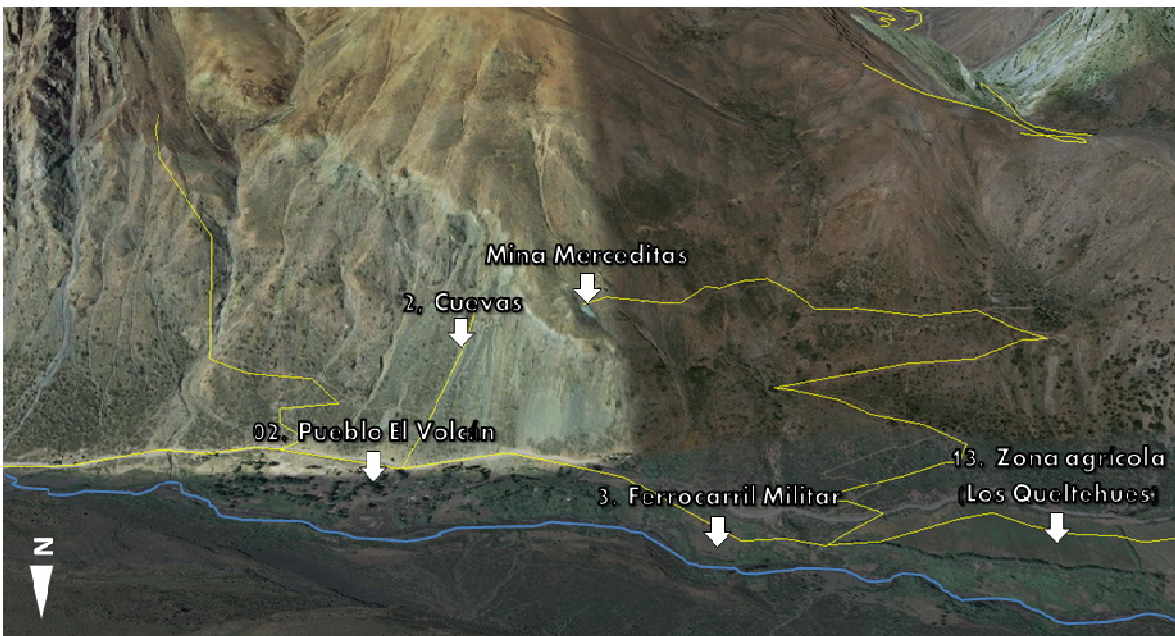 Mina Merceditas
2, Cuevas
02. Pueblo El Volcán
13. Zona agrícola
(Los Queltehues)
3. Ferrocarril Militar
N